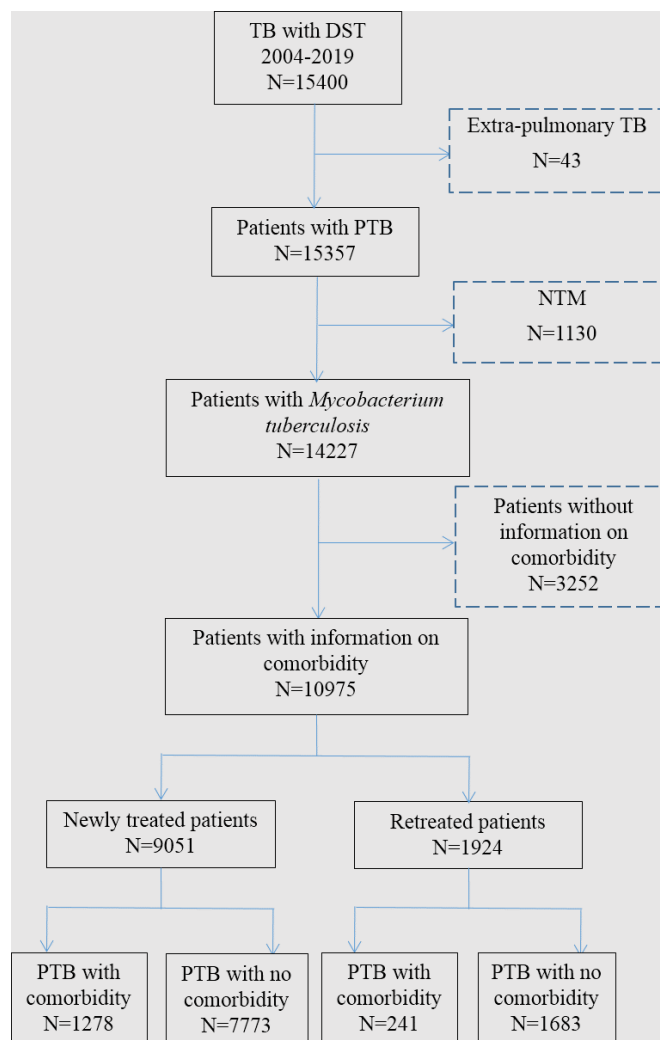 TB with DST
2004-2019
N=15400
Extra-pulmonary TB
N=43
Patients with PTB
N=15357
NTM
N=1130
Patients with Mycobacterium
tuberculosis
N=14227
Patients without
information on
comorbidity
N=3252
Patients with information on
comorbidity
N=10975
Newly treated patients
N=9051
Retreated patients
N=1924
PTB with
comorbidity
N=1278
PTB with no
comorbidity
N=7773
PTB with
comorbidity
N=241
PTB with no
comorbidity
N=1683